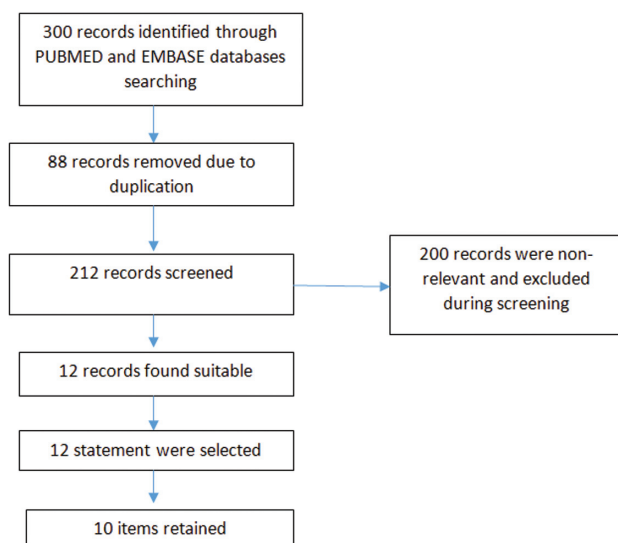 300 records identified through
PUBMED and EMBASE databases
searching
88 records removed due to
duplication
212 records screened
200 records were non-
relevant and excluded
during screening
12 records found suitable
12 statement were selected
10 items retained